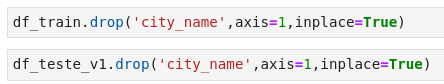 df_train.drop('city_name',axis=1,inplace=True)
df_teste_v1.drop('city_name',axis=1,inplace=True)